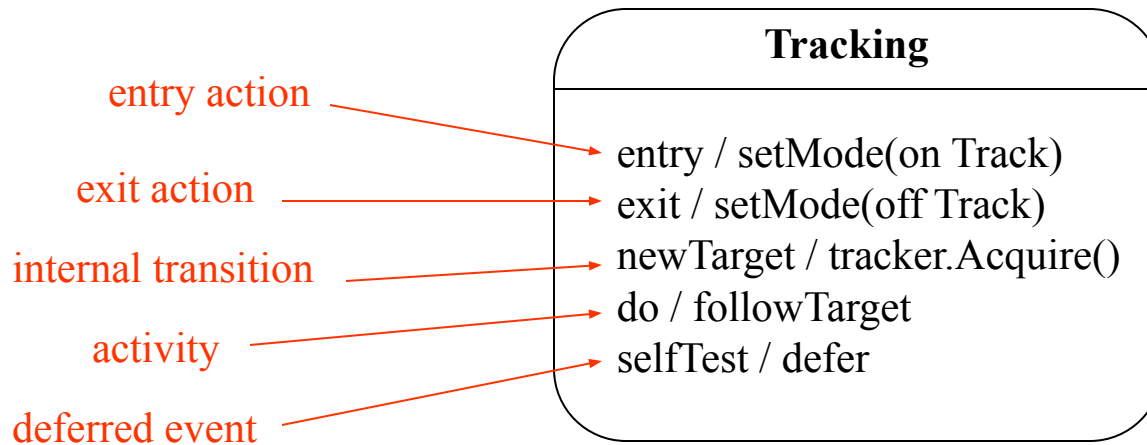 Tracking
entry action
entry / setMode(on Track)
exit action
exit / setMode(off Track)
internal transition
newTarget / tracker.Acquire()
activity
do / followTarget
deferred event
selfTest / defer